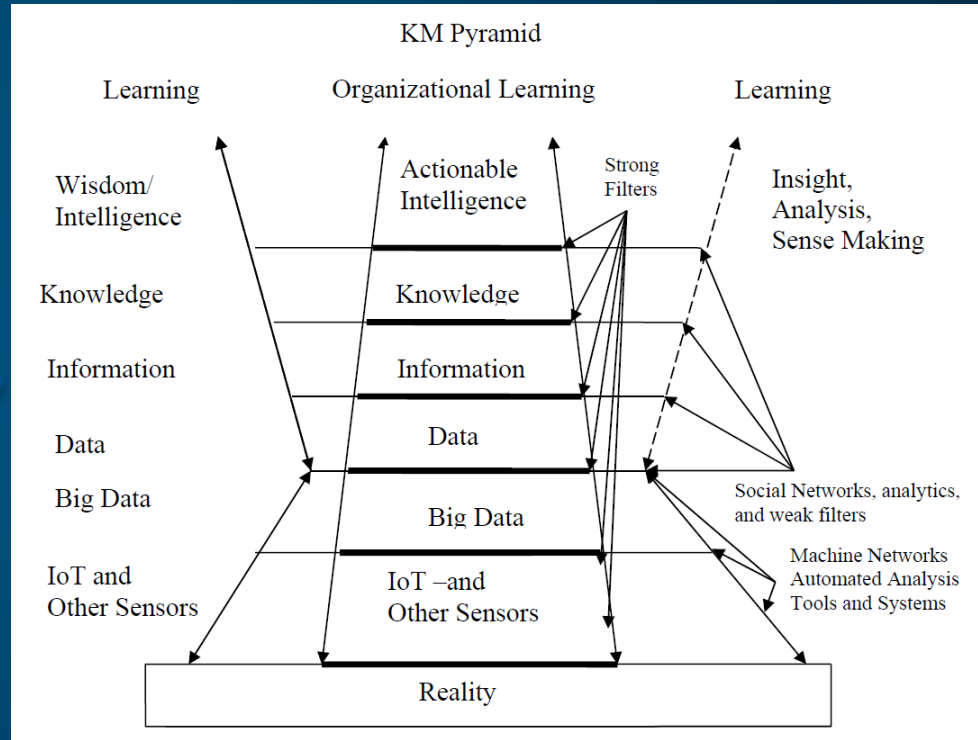 KM Pyramid
Learning
Organizational Learning
Learning
Wisdom/
Intelligence
Actionable
Intelligence
Strong
Filters
Insight,
Analysis,
Sense Making
Knowledge
Knowledge
Information
Information
Data
Data
Big Data
Big Data
Social Networks, analytics,
and weak filters
IoT and
Other Sensors
IoT –and
Other Sensors
Machine Networks
Automated Analysis
Tools and Systems
Reality